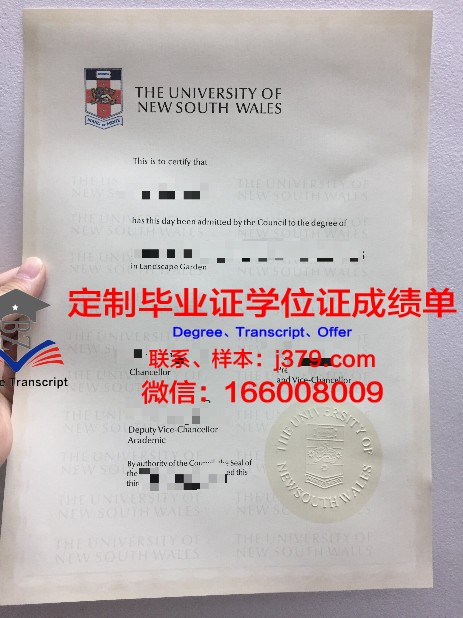 THE UNIVERSITY OF
NEW SOUTH WALES
This is to certify that
has this day been admitted by the Council to the degree of
in Landscape Garden
定制毕业证学位证成绩单
Degree、Transcript、Offer
联系、样本：j379.com
微信：166008009
e Transcript
Chancellor
Pre
and Vice-Chancellor
Deputy Vice-Chancellor
Academic
By authority of the Council, the Seal of
the ed this
THE UNIVERSITY OF
NEW SOUTH WALES